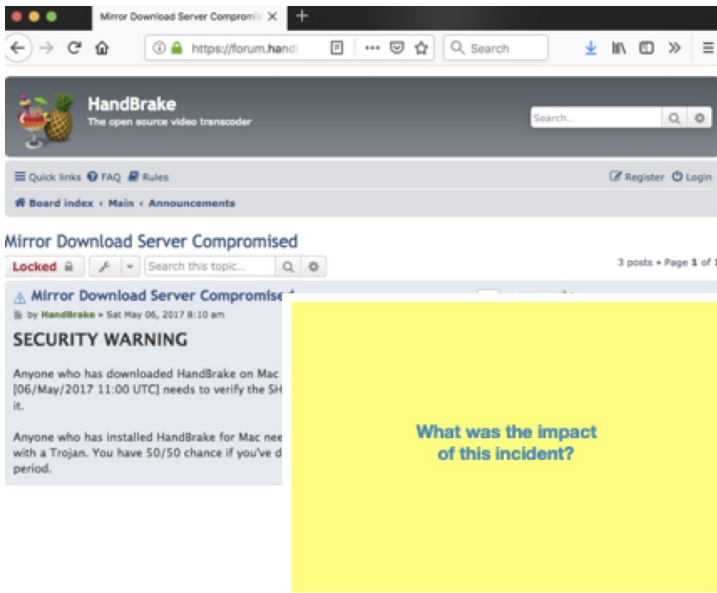 Mirror Download Server Compromis
https://forum.hand
Search
HandBrake
The open source video transcoder
Search...
Quick links FAQ Rules
Register Login
Board index ‹ Main ‹ Announcements
Mirror Download Server Compromised
Locked
Search this topic...
3 posts • Page 1 of 1
Mirror Download Server Compromised
by HandBrake » Sat May 06, 2017 8:10 am
SECURITY WARNING
Anyone who has downloaded HandBrake on Mac
[06/May/2017 11:00 UTC] needs to verify the SH
it.
Anyone who has installed HandBrake for Mac nee
with a Trojan. You have 50/50 chance if you've d
period.
What was the impact
of this incident?